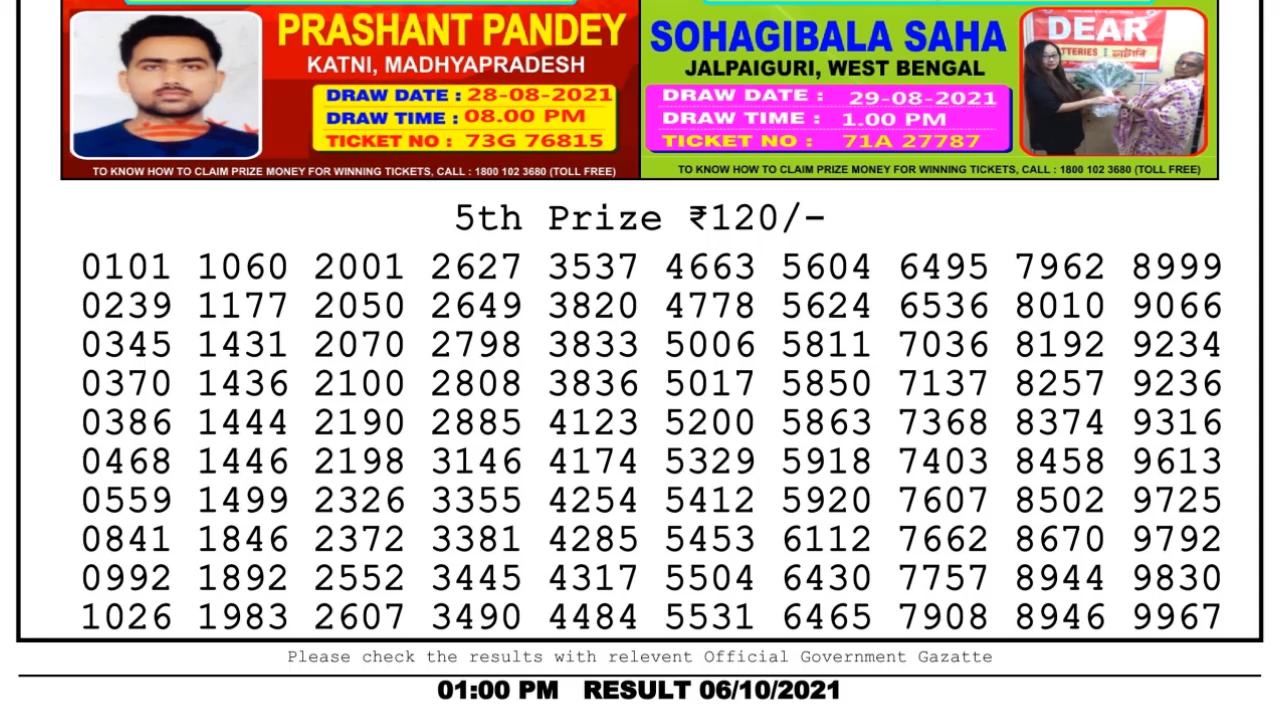 PRASHANT PANDEY
KATNI, MADHYAPRADESH
DRAW DATE : 28-08-2021
DRAW TIME : 08.00 PM
TICKET NO : 73G 76815
TO KNOW HOW TO CLAIM PRIZE MONEY FOR WINNING TICKETS, CALL : 1800 102 3680 (TOLL FREE)
SOHAGIBALA SAHA
JALPAIGURI, WEST BENGAL
DRAW DATE : 29-08-2021
DRAW TIME : 1.00 PM
TICKET NO : 71A 27787
DEAR
TO KNOW HOW TO CLAIM PRIZE MONEY FOR WINNING TICKETS, CALL : 1800 102 3680 (TOLL FREE)
5th Prize ₹120/-
0101 1060 2001 2627 3537 4663 5604 6495 7962 8999
0239 1177 2050 2649 3820 4778 5624 6536 8010 9066
0345 1431 2070 2798 3833 5006 5811 7036 8192 9234
0370 1436 2100 2808 3836 5017 5850 7137 8257 9236
0386 1444 2190 2885 4123 5200 5863 7368 8374 9316
0468 1446 2198 3146 4174 5329 5918 7403 8458 9613
0559 1499 2326 3355 4254 5412 5920 7607 8502 9725
0841 1846 2372 3381 4285 5453 6112 7662 8670 9792
0992 1892 2552 3445 4317 5504 6430 7757 8944 9830
1026 1983 2607 3490 4484 5531 6465 7908 8946 9967
Please check the results with relevent Official Government Gazatte
01:00 PM RESULT 06/10/2021